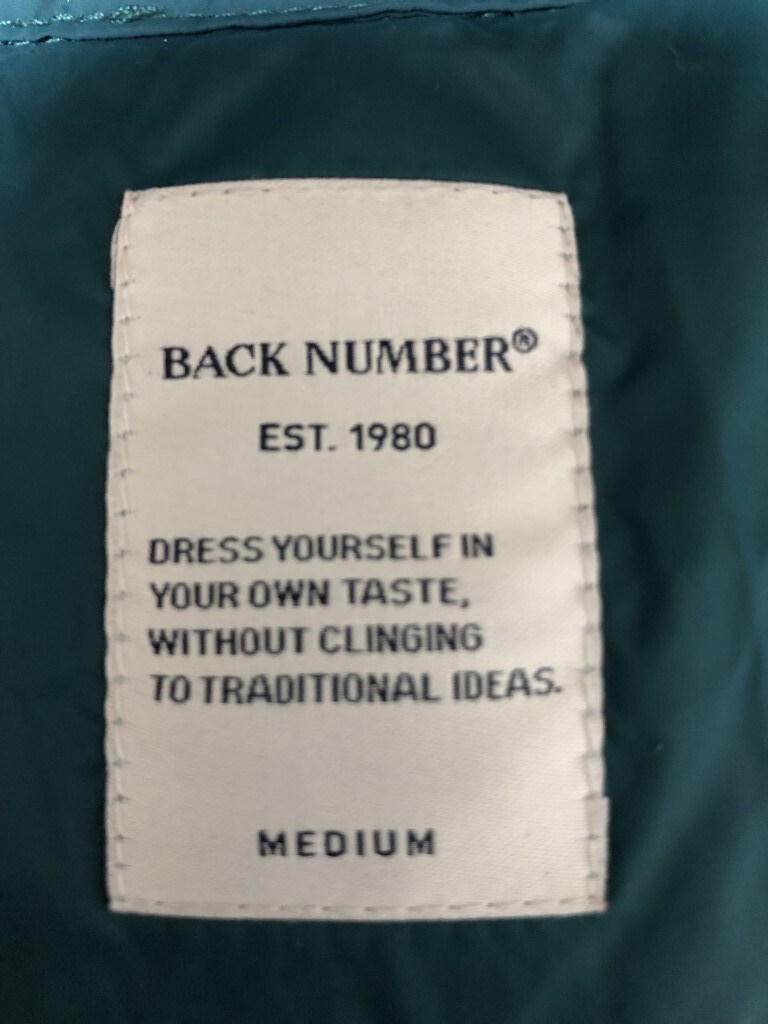 BACK NUMBER®
EST. 1980
DRESS YOURSELF IN
YOUR OWN TASTE,
WITHOUT CLINGING
TO TRADITIONAL IDEAS.
MEDIUM